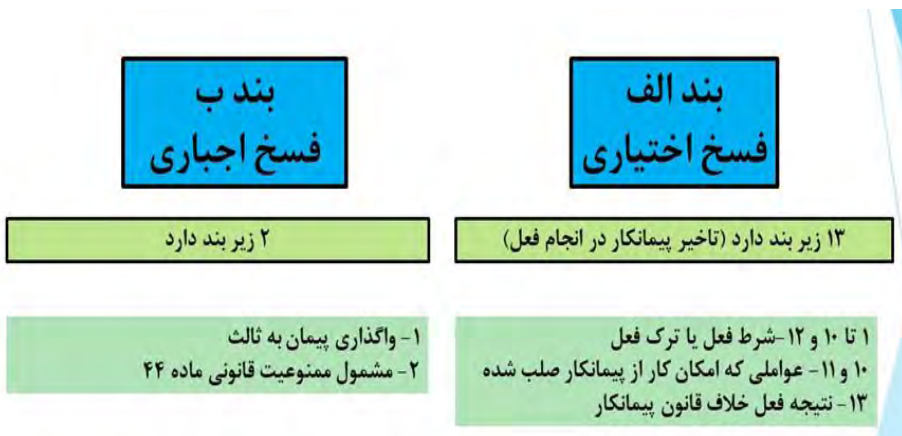 بند الف
فسخ اختیاری
بند ب
فسخ اجباری
۱۳ زیر بند دارد (تاخیر پیمانکار در انجام فعل)
۲ زیر بند دارد
۱ تا ۱۰ و ۱۲-شرط فعل یا ترک فعل
۱۰ و ۱۱- عواملی که امکان کار از پیمانکار صلب شده
۱۳- نتیجه فعل خلاف قانون پیمانکار
۱- واگذاری پیمان به ثالث
۲- مشمول ممنوعیت قانونی ماده ۴۴